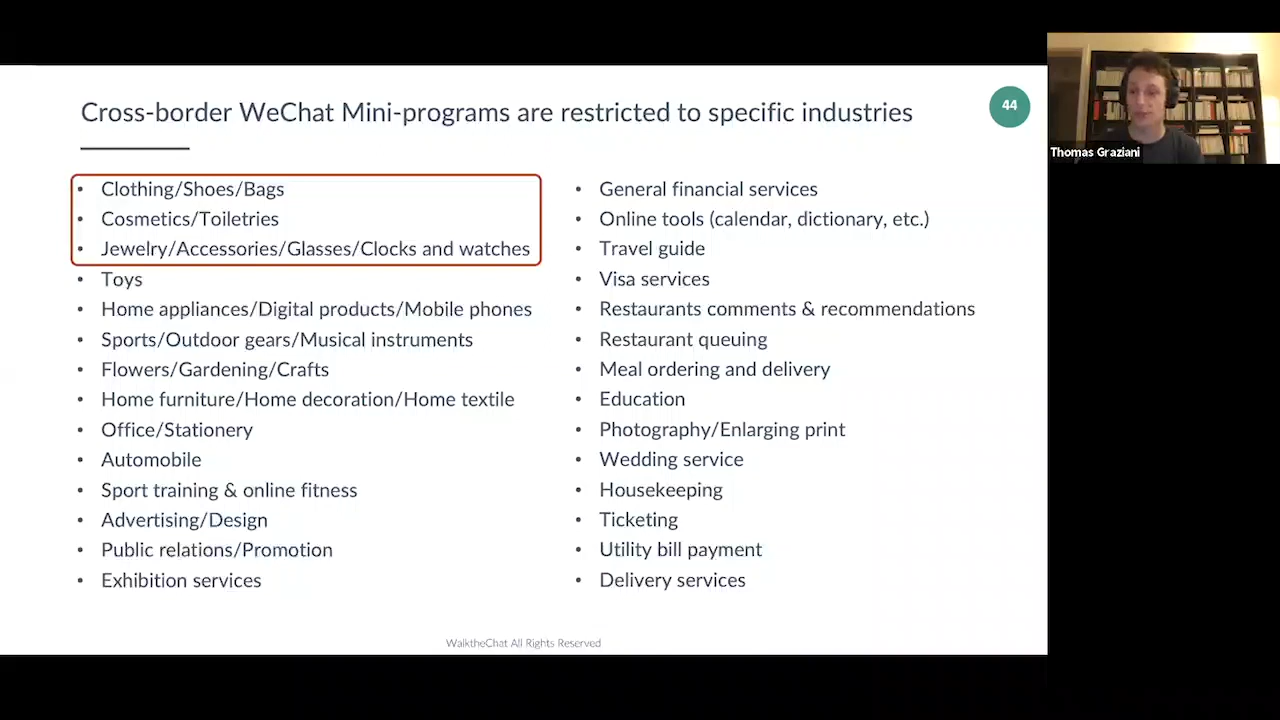 Cross-border WeChat Mini-programs are restricted to specific industries
44
Thomas Graziani
• Clothing/Shoes/Bags
• Cosmetics/Toiletries
• Jewelry/Accessories/Glasses/Clocks and watches
• Toys
• Home appliances/Digital products/Mobile phones
• Sports/Outdoor gears/Musical instruments
• Flowers/Gardening/Crafts
• Home furniture/Home decoration/Home textile
• Office/Stationery
• Automobile
• Sport training & online fitness
• Advertising/Design
• Public relations/Promotion
• Exhibition services
• General financial services
• Online tools (calendar, dictionary, etc.)
• Travel guide
• Visa services
• Restaurants comments & recommendations
• Restaurant queuing
• Meal ordering and delivery
• Education
• Photography/Enlarging print
• Wedding service
• Housekeeping
• Ticketing
• Utility bill payment
• Delivery services
WalktheChat All Rights Reserved